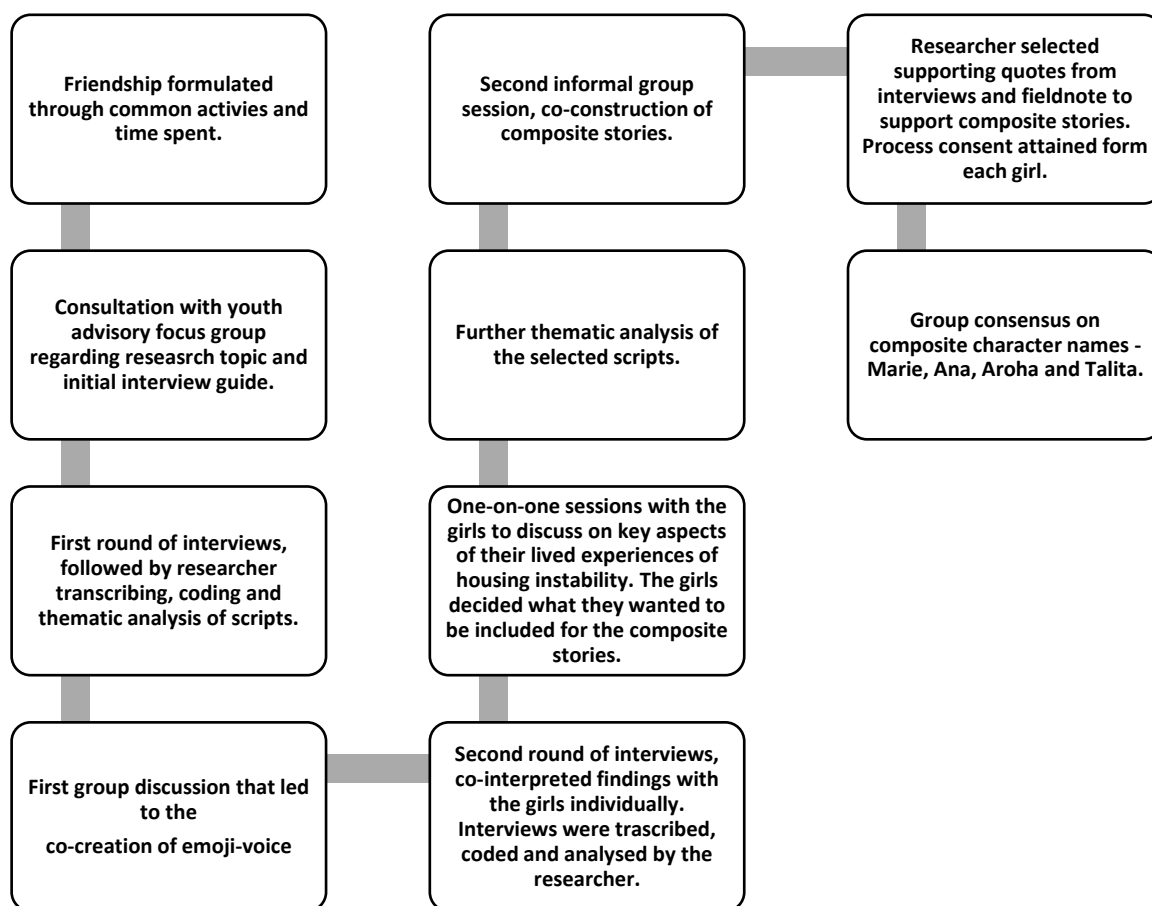 Friendship formulated
through common activies and
time spent.
Consultation with youth
advisory focus group
regarding reseasrch topic and
initial interview guide.
First round of interviews,
followed by researcher
transcribing, coding and
thematic analysis of scripts.
First group discussion that led
to the
co-creation of emoji-voice
Second round of interviews,
co-interpreted findings with
the girls individually.
Interviews were trascribed,
coded and analysed by the
researcher.
One-on-one sessions with the
girls to discuss on key aspects
of their lived experiences of
housing instability. The girls
decided what they wanted to
be included for the composite
stories.
Further thematic analysis of
the selected scripts.
Second informal group
session, co-construction of
composite stories.
Researcher selected
supporting quotes from
interviews and fieldnote to
support composite stories.
Process consent attained form
each girl.
Group consensus on
composite character names -
Marie, Ana, Aroha and Talita.